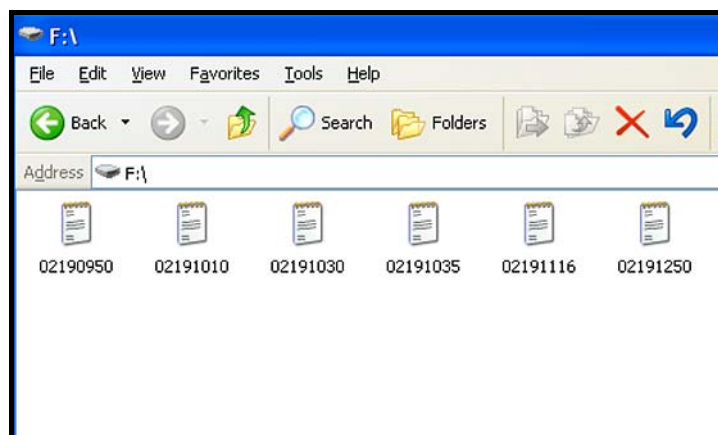 F:\
File Edit View Favorites Tools Help
Back Search Folders
Address F:\
02190950 02191010 02191030 02191035 02191116 02191250